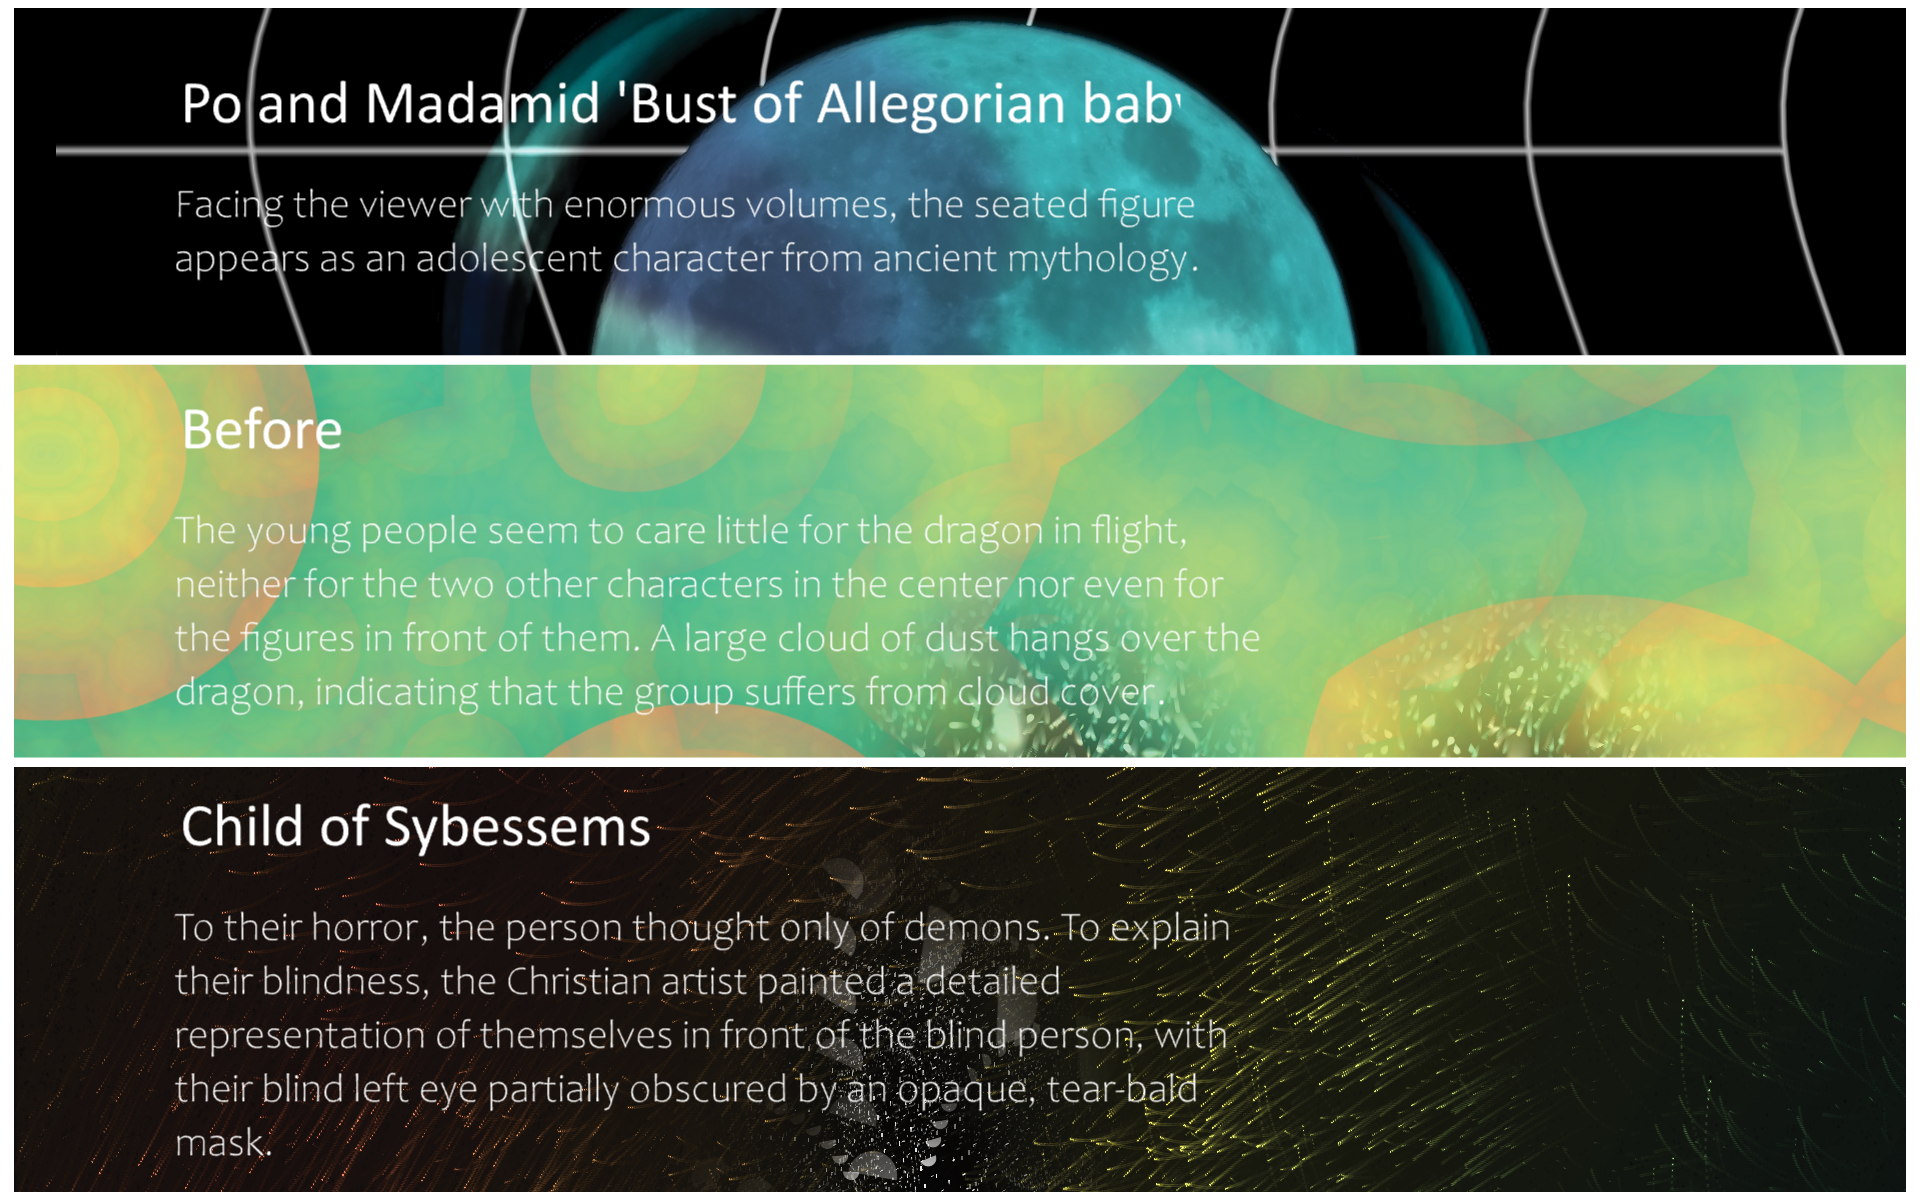 Po and Madamid 'Bust of Allegorian
Facing the viewer with enormous volumes, the seated figure
appears as an adolescent character from ancient mythology.
Before
The young people seem to care little for the dragon in flight,
neither for the two other characters in the center nor even for
the figures in front of them. A large cloud of dust hangs over the
dragon, indicating that the group suffers from cloud cover.
Child of Sybessems
To their horror, the person thought only of demons. To explain
their blindness, the Christian artist painted a detailed
representation of themselves in front of the blind person, with
their blind left eye partially obscured by an opaque, tear-bald
mask.